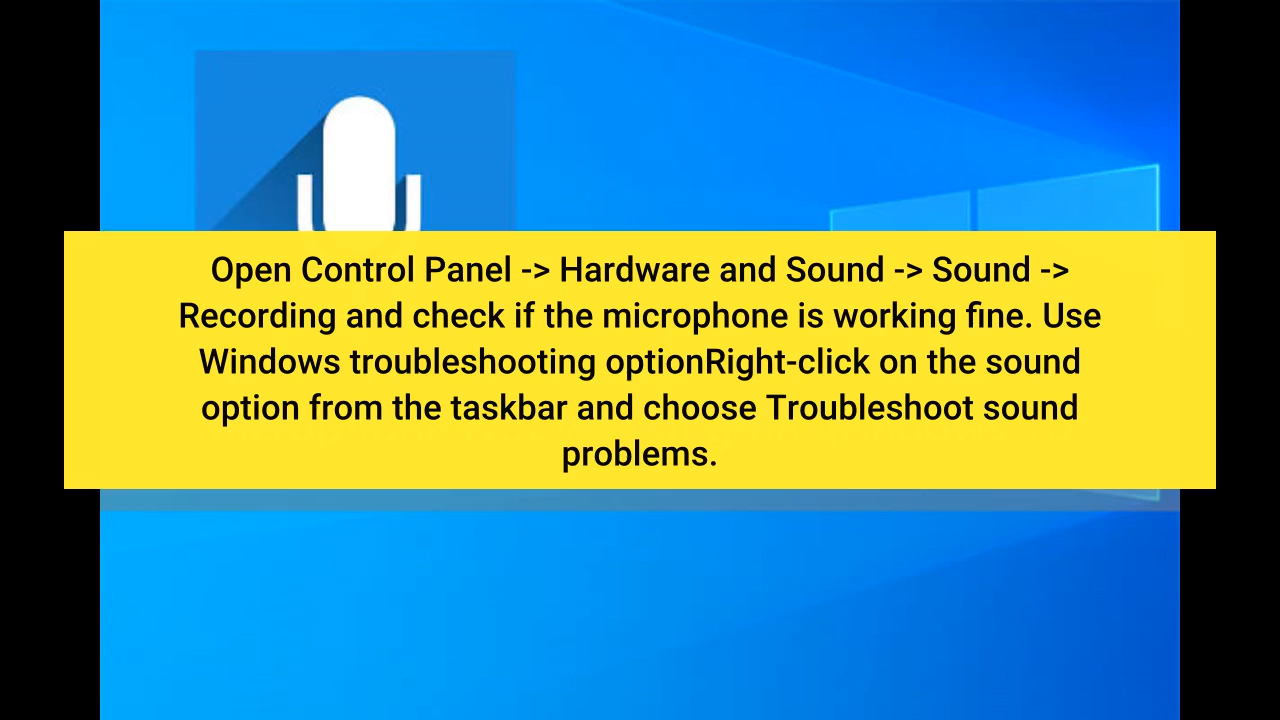 Open Control Panel -> Hardware and Sound -> Sound ->
Recording and check if the microphone is working fine. Use
Windows troubleshooting optionRight-click on the sound
option from the taskbar and choose Troubleshoot sound
problems.